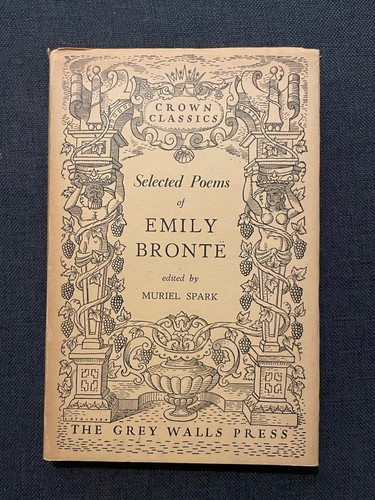 CROWN
CLASSICS
Selected Poems
of
EMILY
BRONTË
edited by
MURIEL SPARK
THE GREY WALLS PRESS